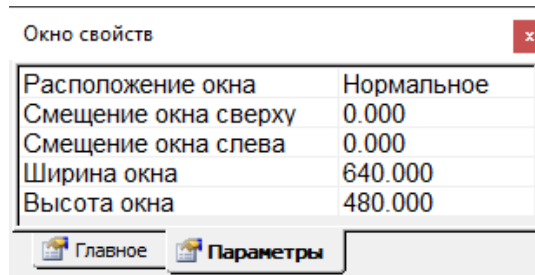 Окно свойств
x
Расположение окна Нормальное
Смещение окна сверху 0.000
Смещение окна слева 0.000
Ширина окна 640.000
Высота окна 480.000
Главное Параметры